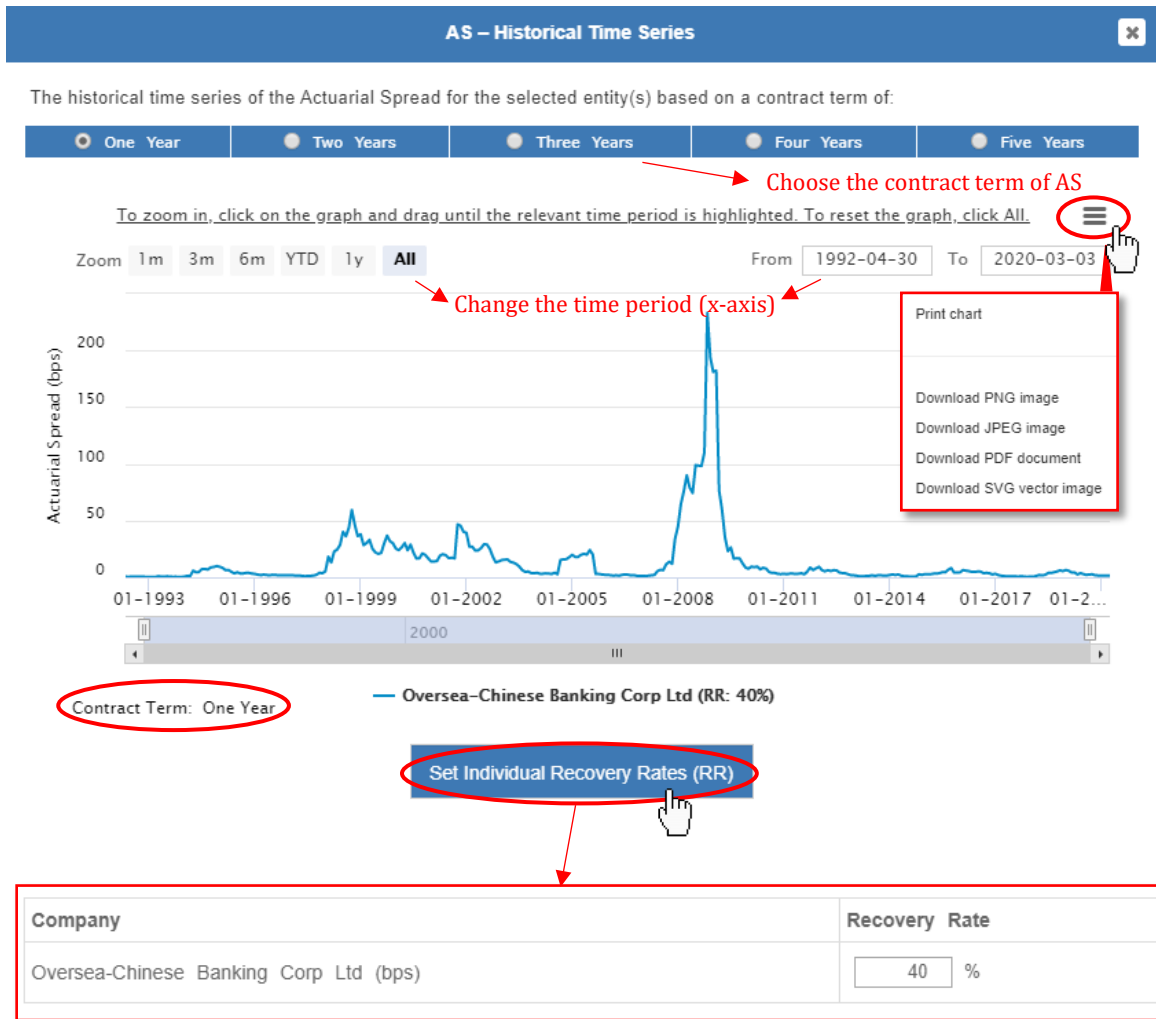 AS – Historical Time Series
The historical time series of the Actuarial Spread for the selected entity(s) based on a contract term of:
One Year Two Years Three Years Four Years Five Years
Choose the contract term of AS
To zoom in, click on the graph and drag until the relevant time period is highlighted. To reset the graph, click All.
Zoom 1m 3m 6m YTD 1y All From 1992-04-30 To 2020-03-03
Change the time period (x-axis)
Print chart
Download PNG image
Download JPEG image
Download PDF document
Download SVG vector image
Actuarial Spread (bps)
200
150
100
50
0
01-1993 01-1996 01-1999 01-2002 01-2005 01-2008 01-2011 01-2014 01-2017 01-2...
2000
Contract Term: One Year
Oversea-Chinese Banking Corp Ltd (RR: 40%)
Set Individual Recovery Rates (RR)
Company Recovery Rate
Oversea-Chinese Banking Corp Ltd (bps) 40 %